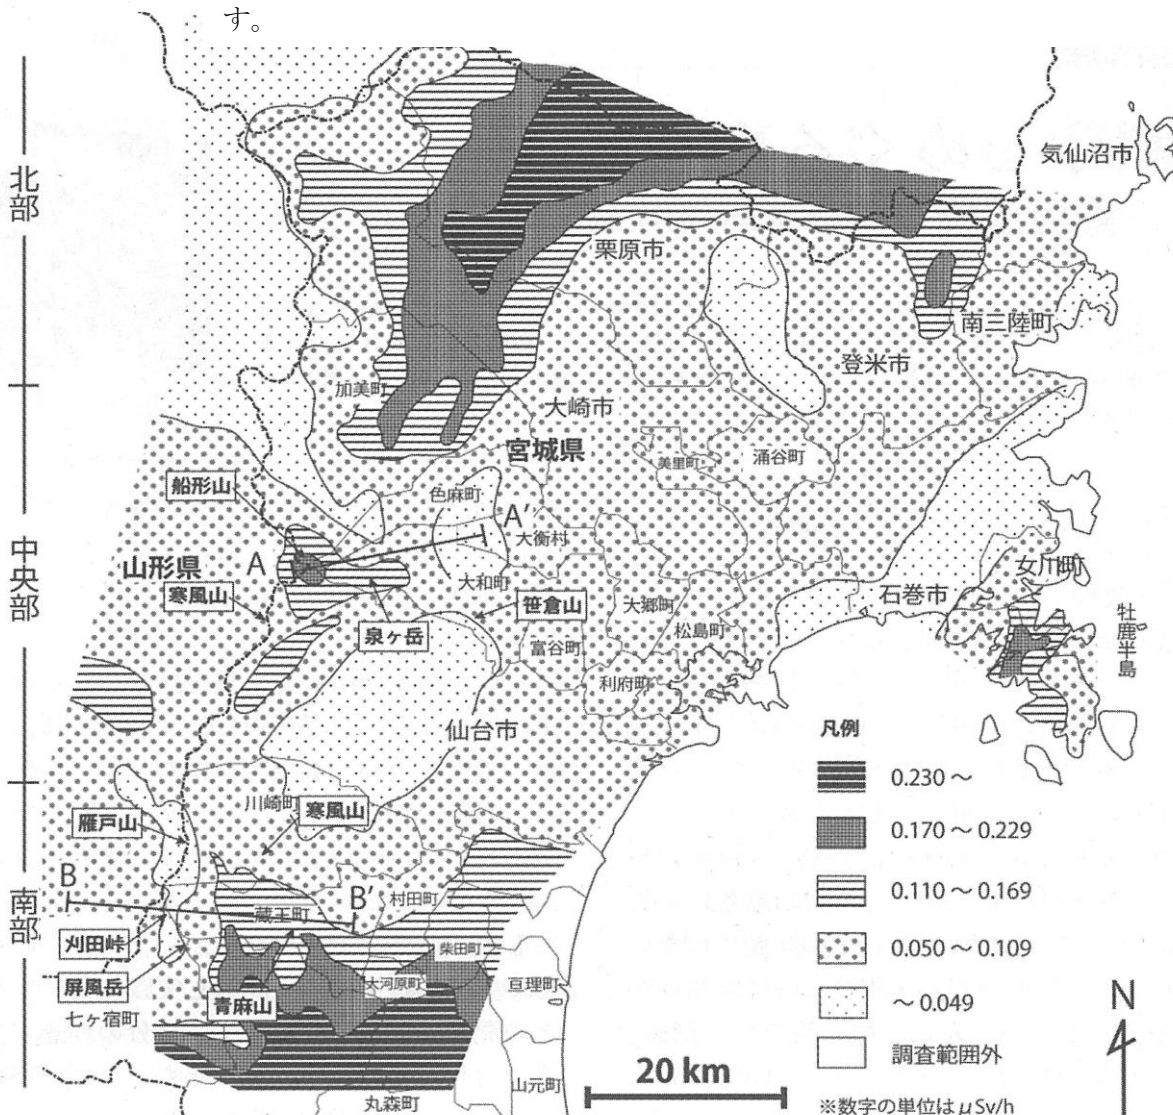 す。
北部
中央部
南部
気仙沼市
栗原市
南三陸町
登米市
加美町
大崎市
宮城県
美里町
涌谷町
船形山
色麻町
A'
大衡村
A
山形県
大和町
女川町
寒風山
笹倉山
大郷町
石巻市
泉ヶ岳
富谷町
松島町
牡鹿半島
利府町
仙台市
川崎町
寒風山
雁戸山
B
B'
村田町
蔵王町
刈田峠
柴田町
屏風岳
大河原町
亘理町
青麻山
七ヶ宿町
山元町
丸森町
凡例
0.230～
0.170～0.229
0.110～0.169
0.050～0.109
～0.049
調査範囲外
※数字の単位はμSv/h
20 km
N